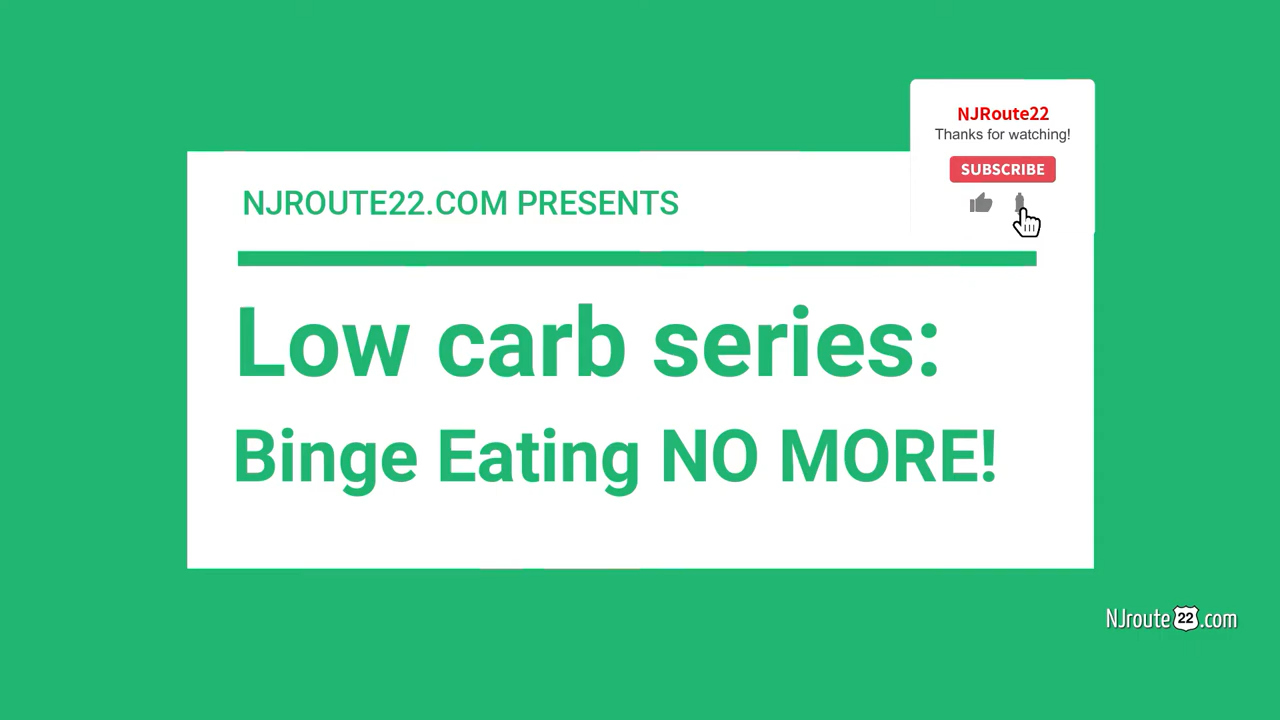 NJRoute22
Thanks for watching!
SUBSCRIBE
NJROUTE22.COM PRESENTS
Low carb series:
Binge Eating NO MORE!
NJroute22.com